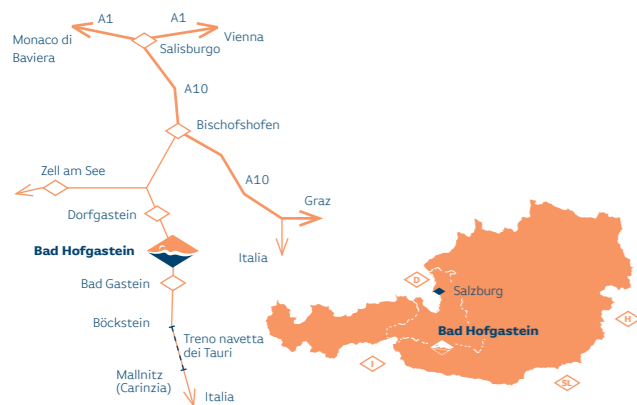 A1
A1
Monaco di
Baviera
Vienna
Salisburgo
A10
Bischofshofen
Zell am See
A10
Graz
Dorfgastein
Bad Hofgastein
Italia
Bad Gastein
Böckstein
Treno navetta
dei Tauri
Mallnitz
(Carinzia)
Italia
D
Salzburg
H
Bad Hofgastein
I
SL